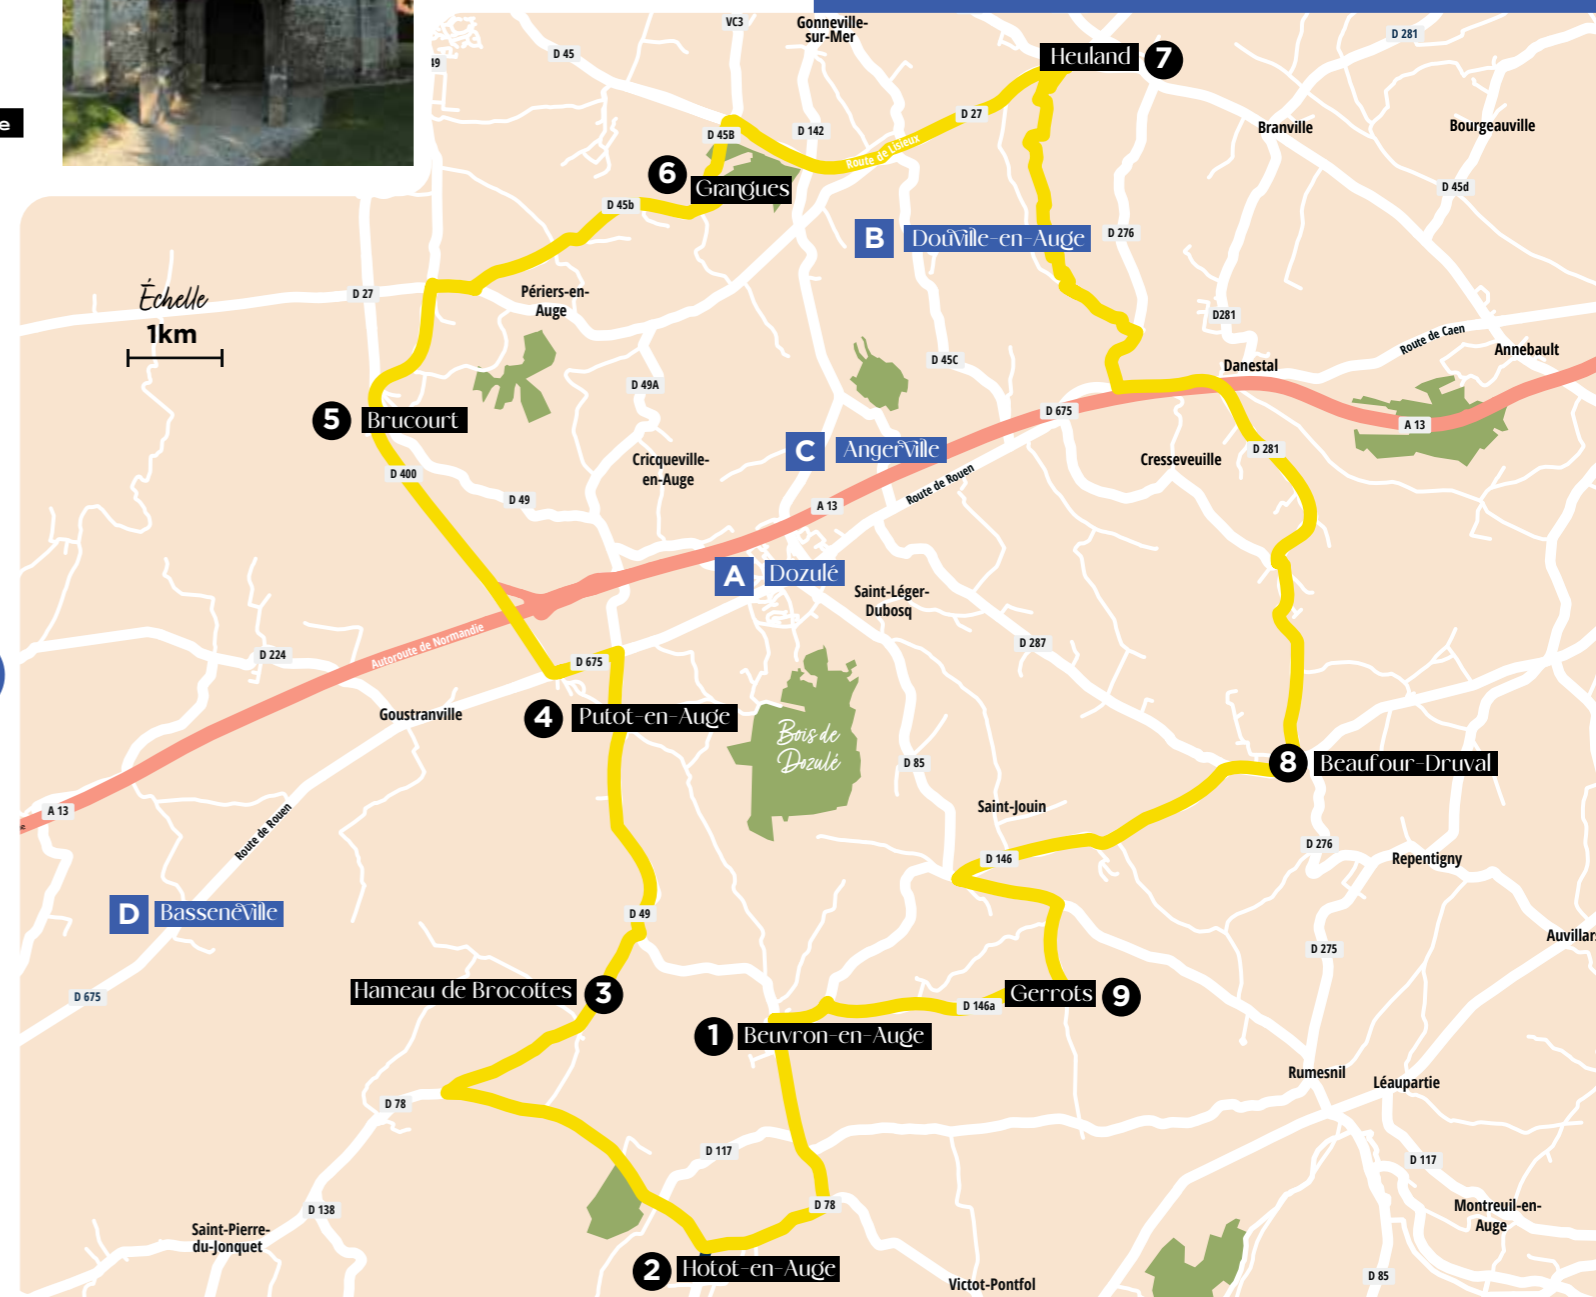 e
49
D 45
VC3
Gonneville-
sur-Mer
D 281
Heuland 7
D 27
Branville
Bourgeauville
D 45B
D 142
Route de Lisieux
6
Grangues
D 45d
D 45b
B Douville-en-Auge
D 276
Échelle
1km
D 27
Périers-en-
Auge
D281
Route de Caen
Annebault
D 45C
Danestal
D 49A
5 Brucourt
D 675
A 13
C Angerville
D 281
Cricqueville-
en-Auge
Cresseveuille
D 400
D 49
Route de Rouen
A 13
A Dozulé
Saint-Léger-
Dubosq
Autoroute de Normandie
D 224
D 675
D 287
Goustranville
4 Putot-en-Auge
Bois de
Dozulé
D 85
8 Beaufour-Druval
A 13
Route de Rouen
Saint-Jouin
D 276
D 146
Repentigny
D Basseneville
D 49
Auvillar
D 275
D 675
Hameau de Brocottes 3
Gerrots 9
D 146a
1 Beuvron-en-Auge
Rumesnil
Léaupartie
D 78
D 117
D 117
D 138
D 78
Saint-Pierre-
du-Jonquet
Montreuil-en-
Auge
2 Hotot-en-Auge
D 85
Victot-Pontfol